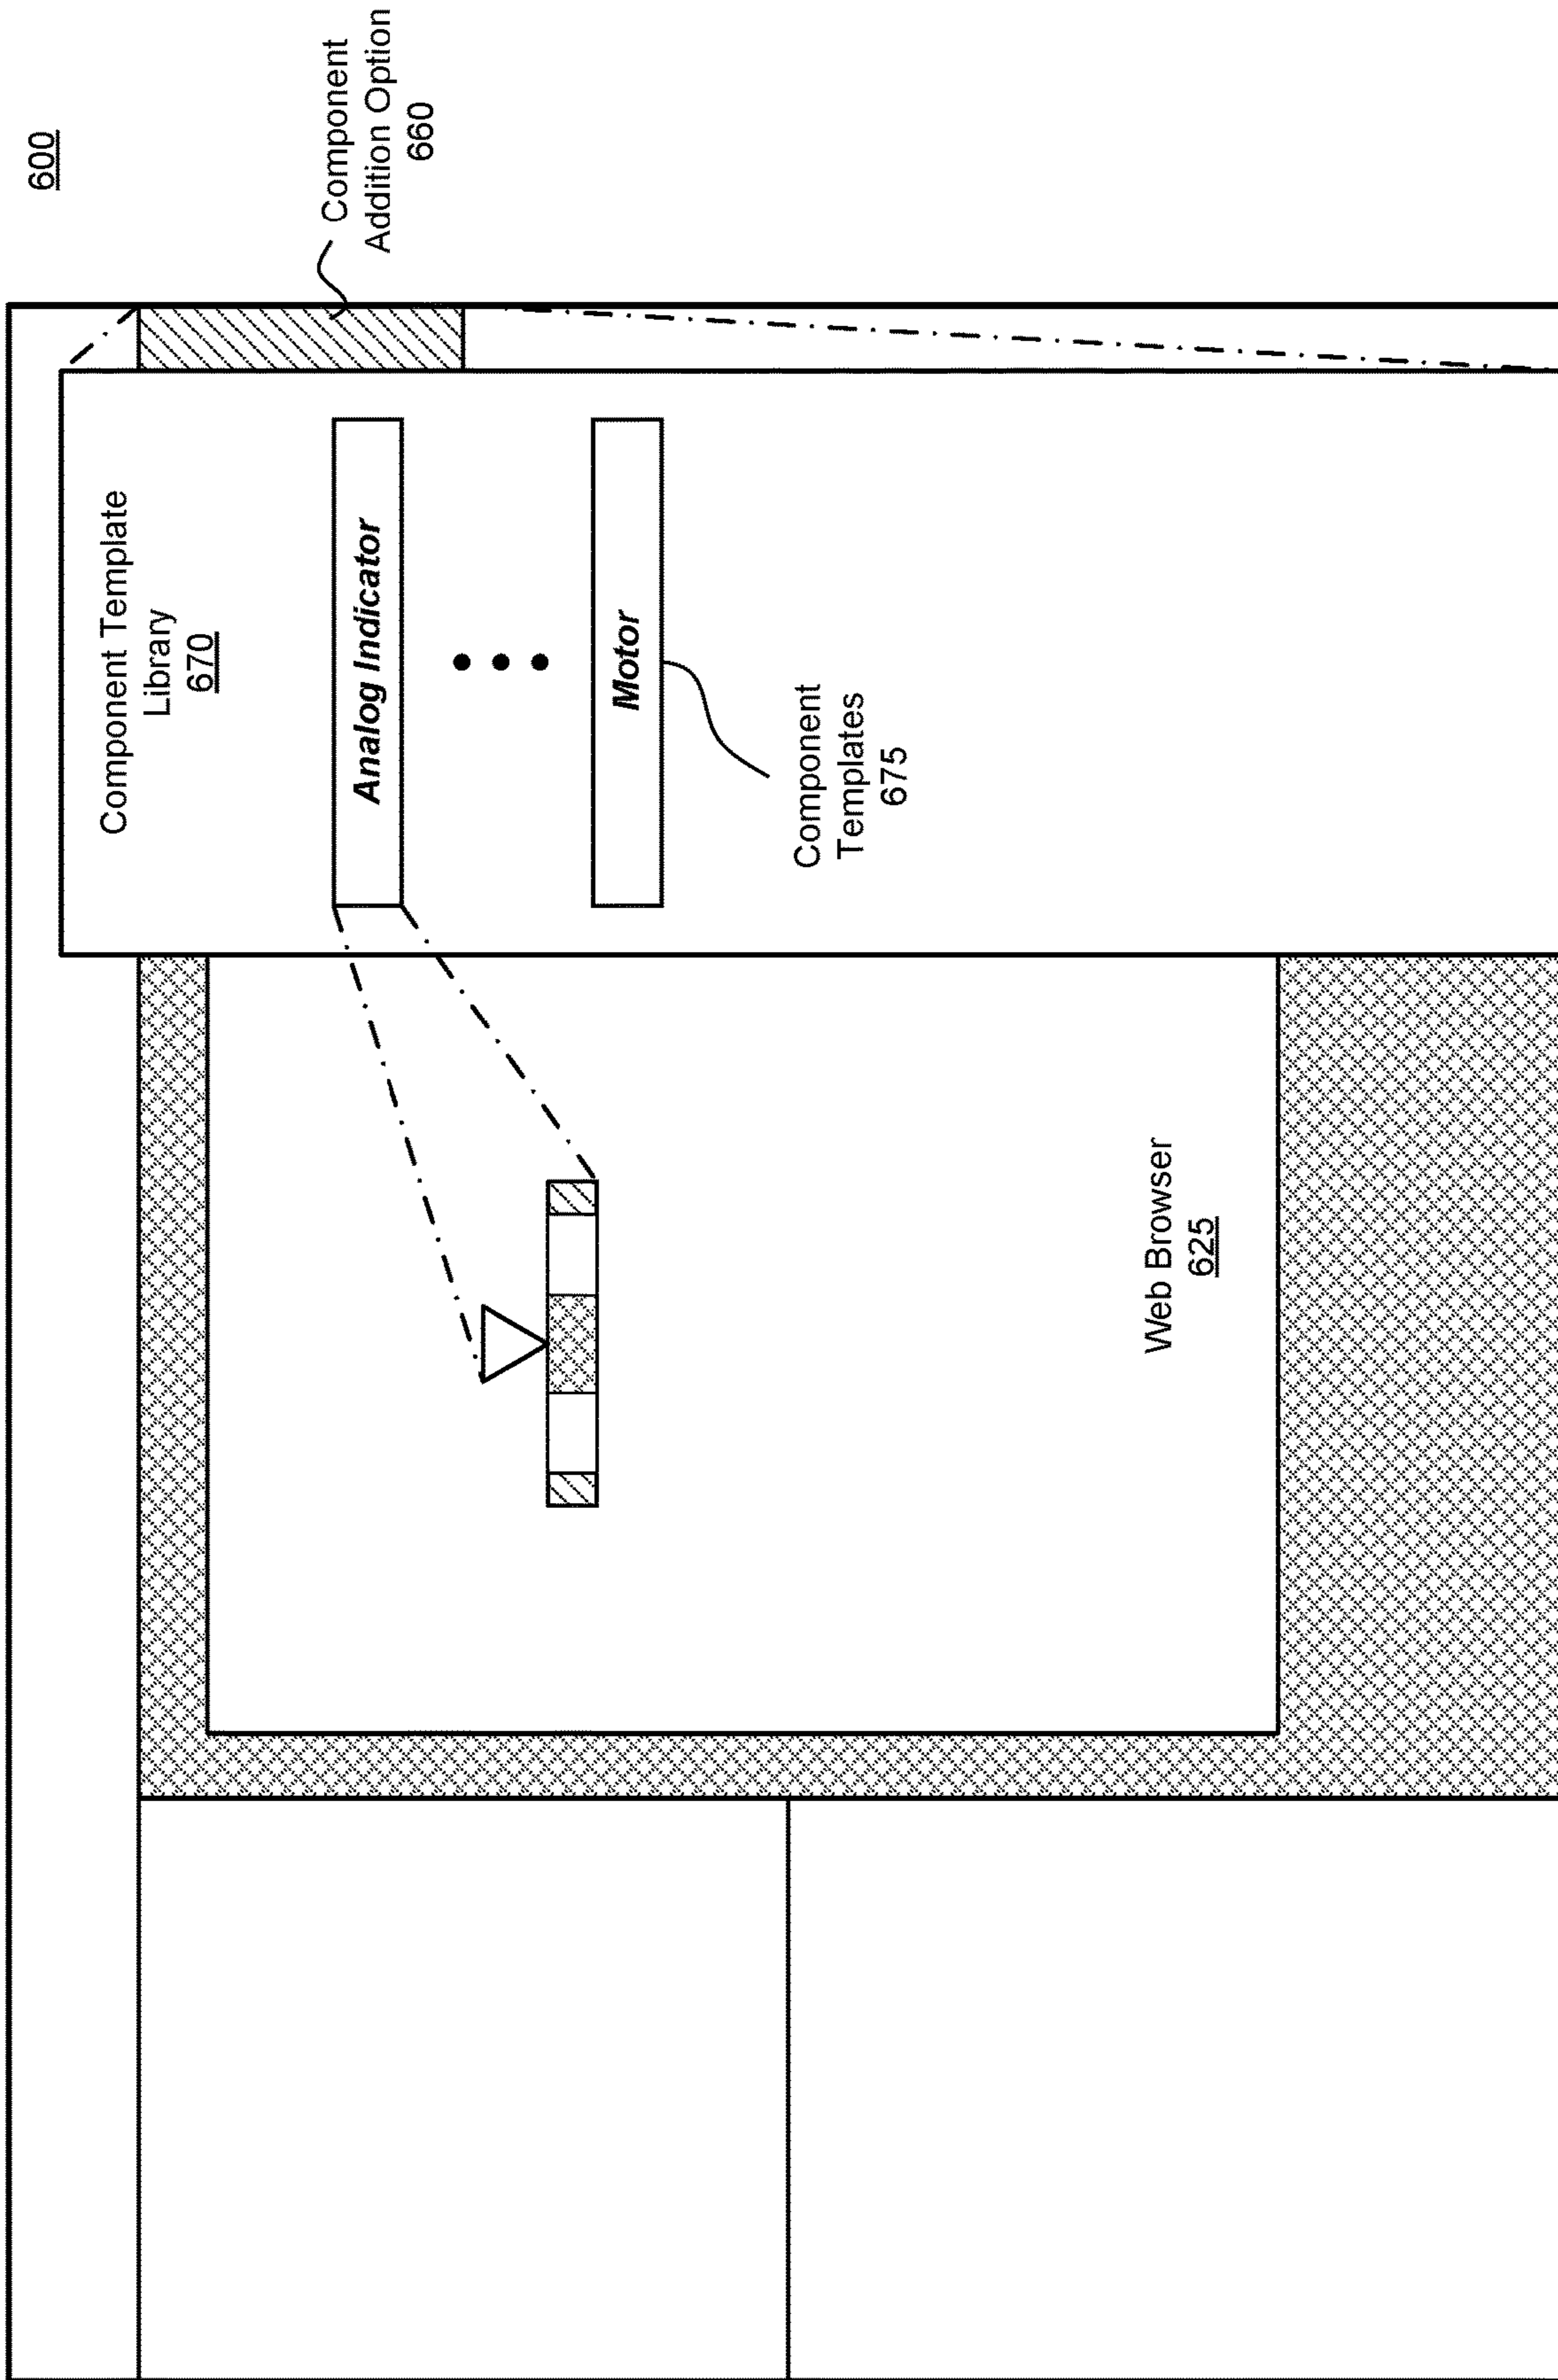 600
Component
Addition Option
660
Component Template
Library
670
Analog Indicator
Motor
Component
Templates
675
Web Browser
625